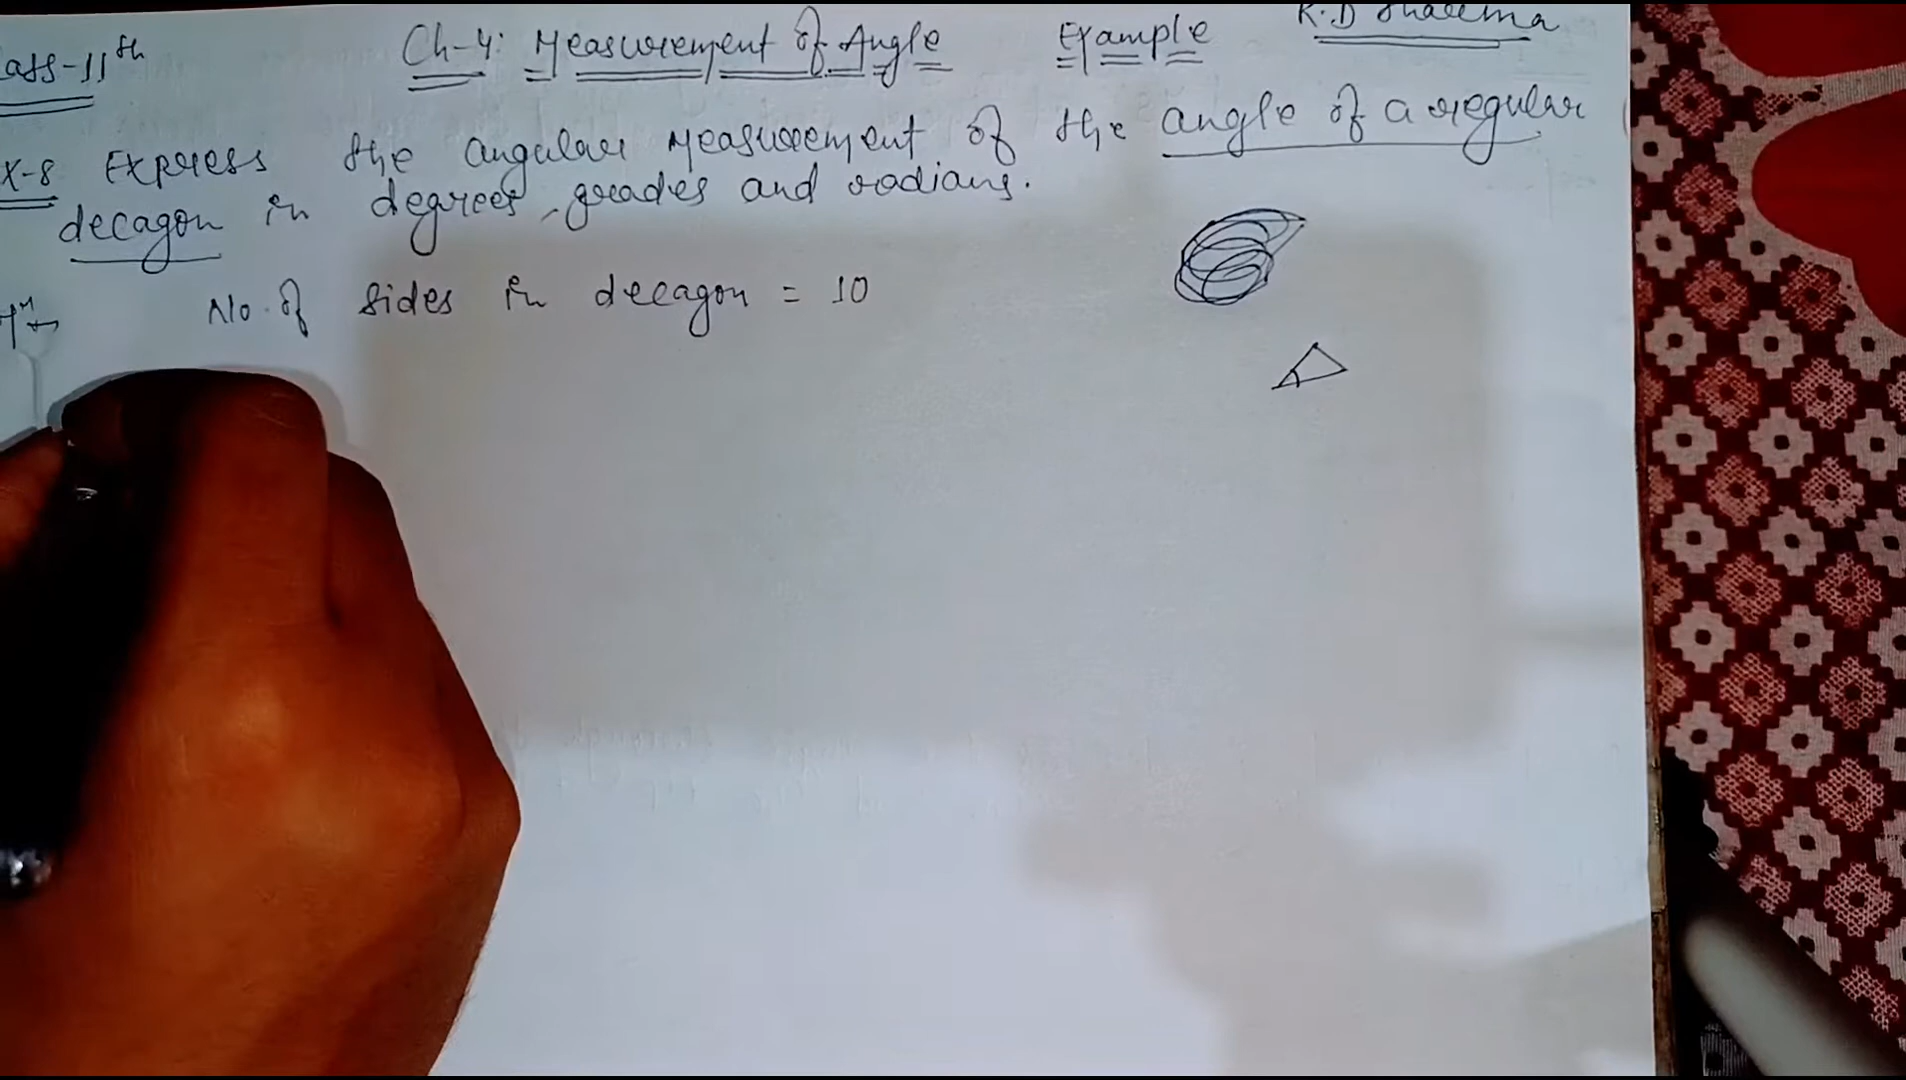 ass-11th Ch-4: Measurement of Angle Example R.D Sharma
X-8 Express the angular measurement of the angle of a regular
decagon in degrees, grades and radians.
No. of sides in decagon = 10